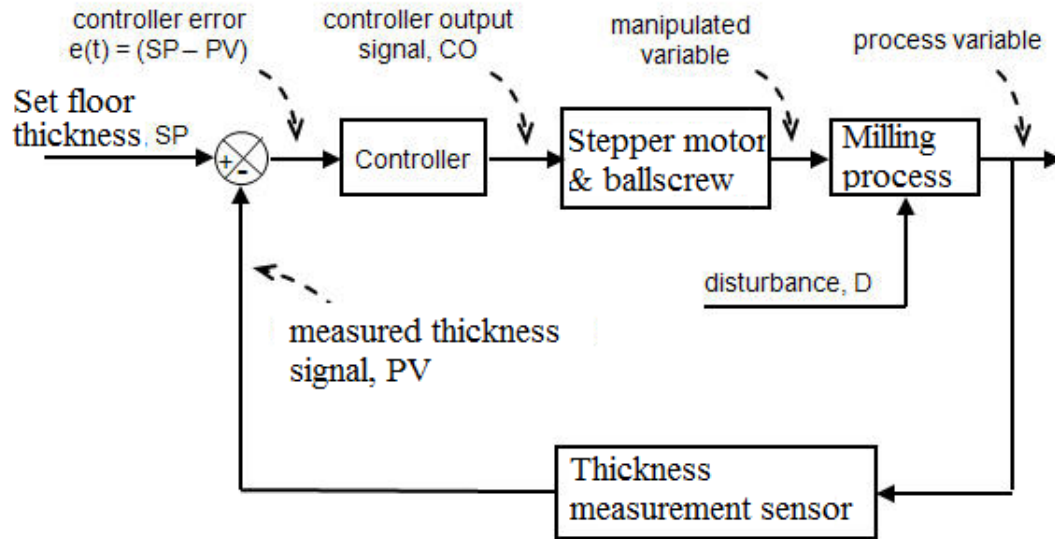 controller error
e(t) = (SP – PV)
controller output
signal, CO
manipulated
variable
process variable
Set floor
thickness, SP
+
-
Controller
Stepper motor
& ballscrew
Milling
process
disturbance, D
measured thickness
signal, PV
Thickness
measurement sensor